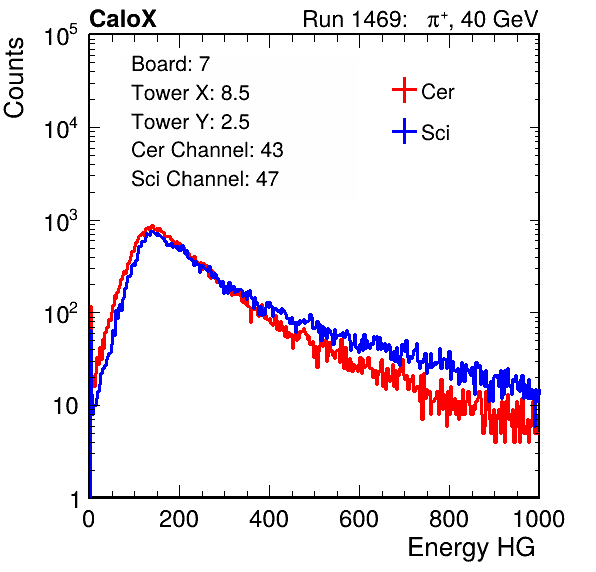 CaloX Run 1469: π⁺, 40 GeV
Counts
10⁵
10⁴
10³
10²
10
1
Board: 7
Tower X: 8.5
Tower Y: 2.5
Cer Channel: 43
Sci Channel: 47
Cer
Sci
0 200 400 600 800 1000
Energy HG